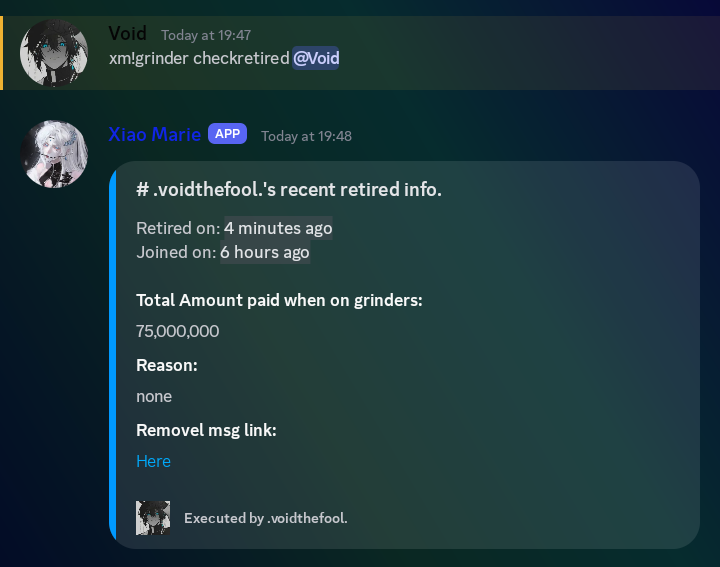 Void Today at 19:47
xm!grinder checkretired @Void
Xiao Marie APP Today at 19:48
# .voidthefool.'s recent retired info.
Retired on: 4 minutes ago
Joined on: 6 hours ago
Total Amount paid when on grinders:
75,000,000
Reason:
none
Removel msg link:
Here
Executed by .voidthefool.